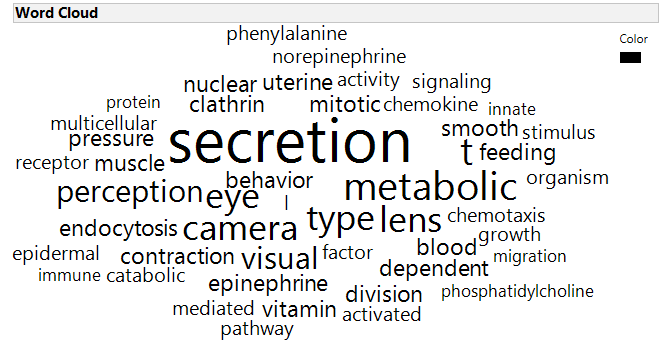 Word Cloud
Color
phenylalanine
norepinephrine
nuclear uterine activity signaling
protein clathrin mitotic chemokine innate
multicellular smooth stimulus
pressure secretion t feeding
receptor muscle
behavior metabolic organism
perception eye l
endocytosis camera type lens chemotaxis
growth
epidermal contraction visual factor blood migration
immune catabolic dependent
epinephrine division phosphatidylcholine
mediated vitamin activated
pathway